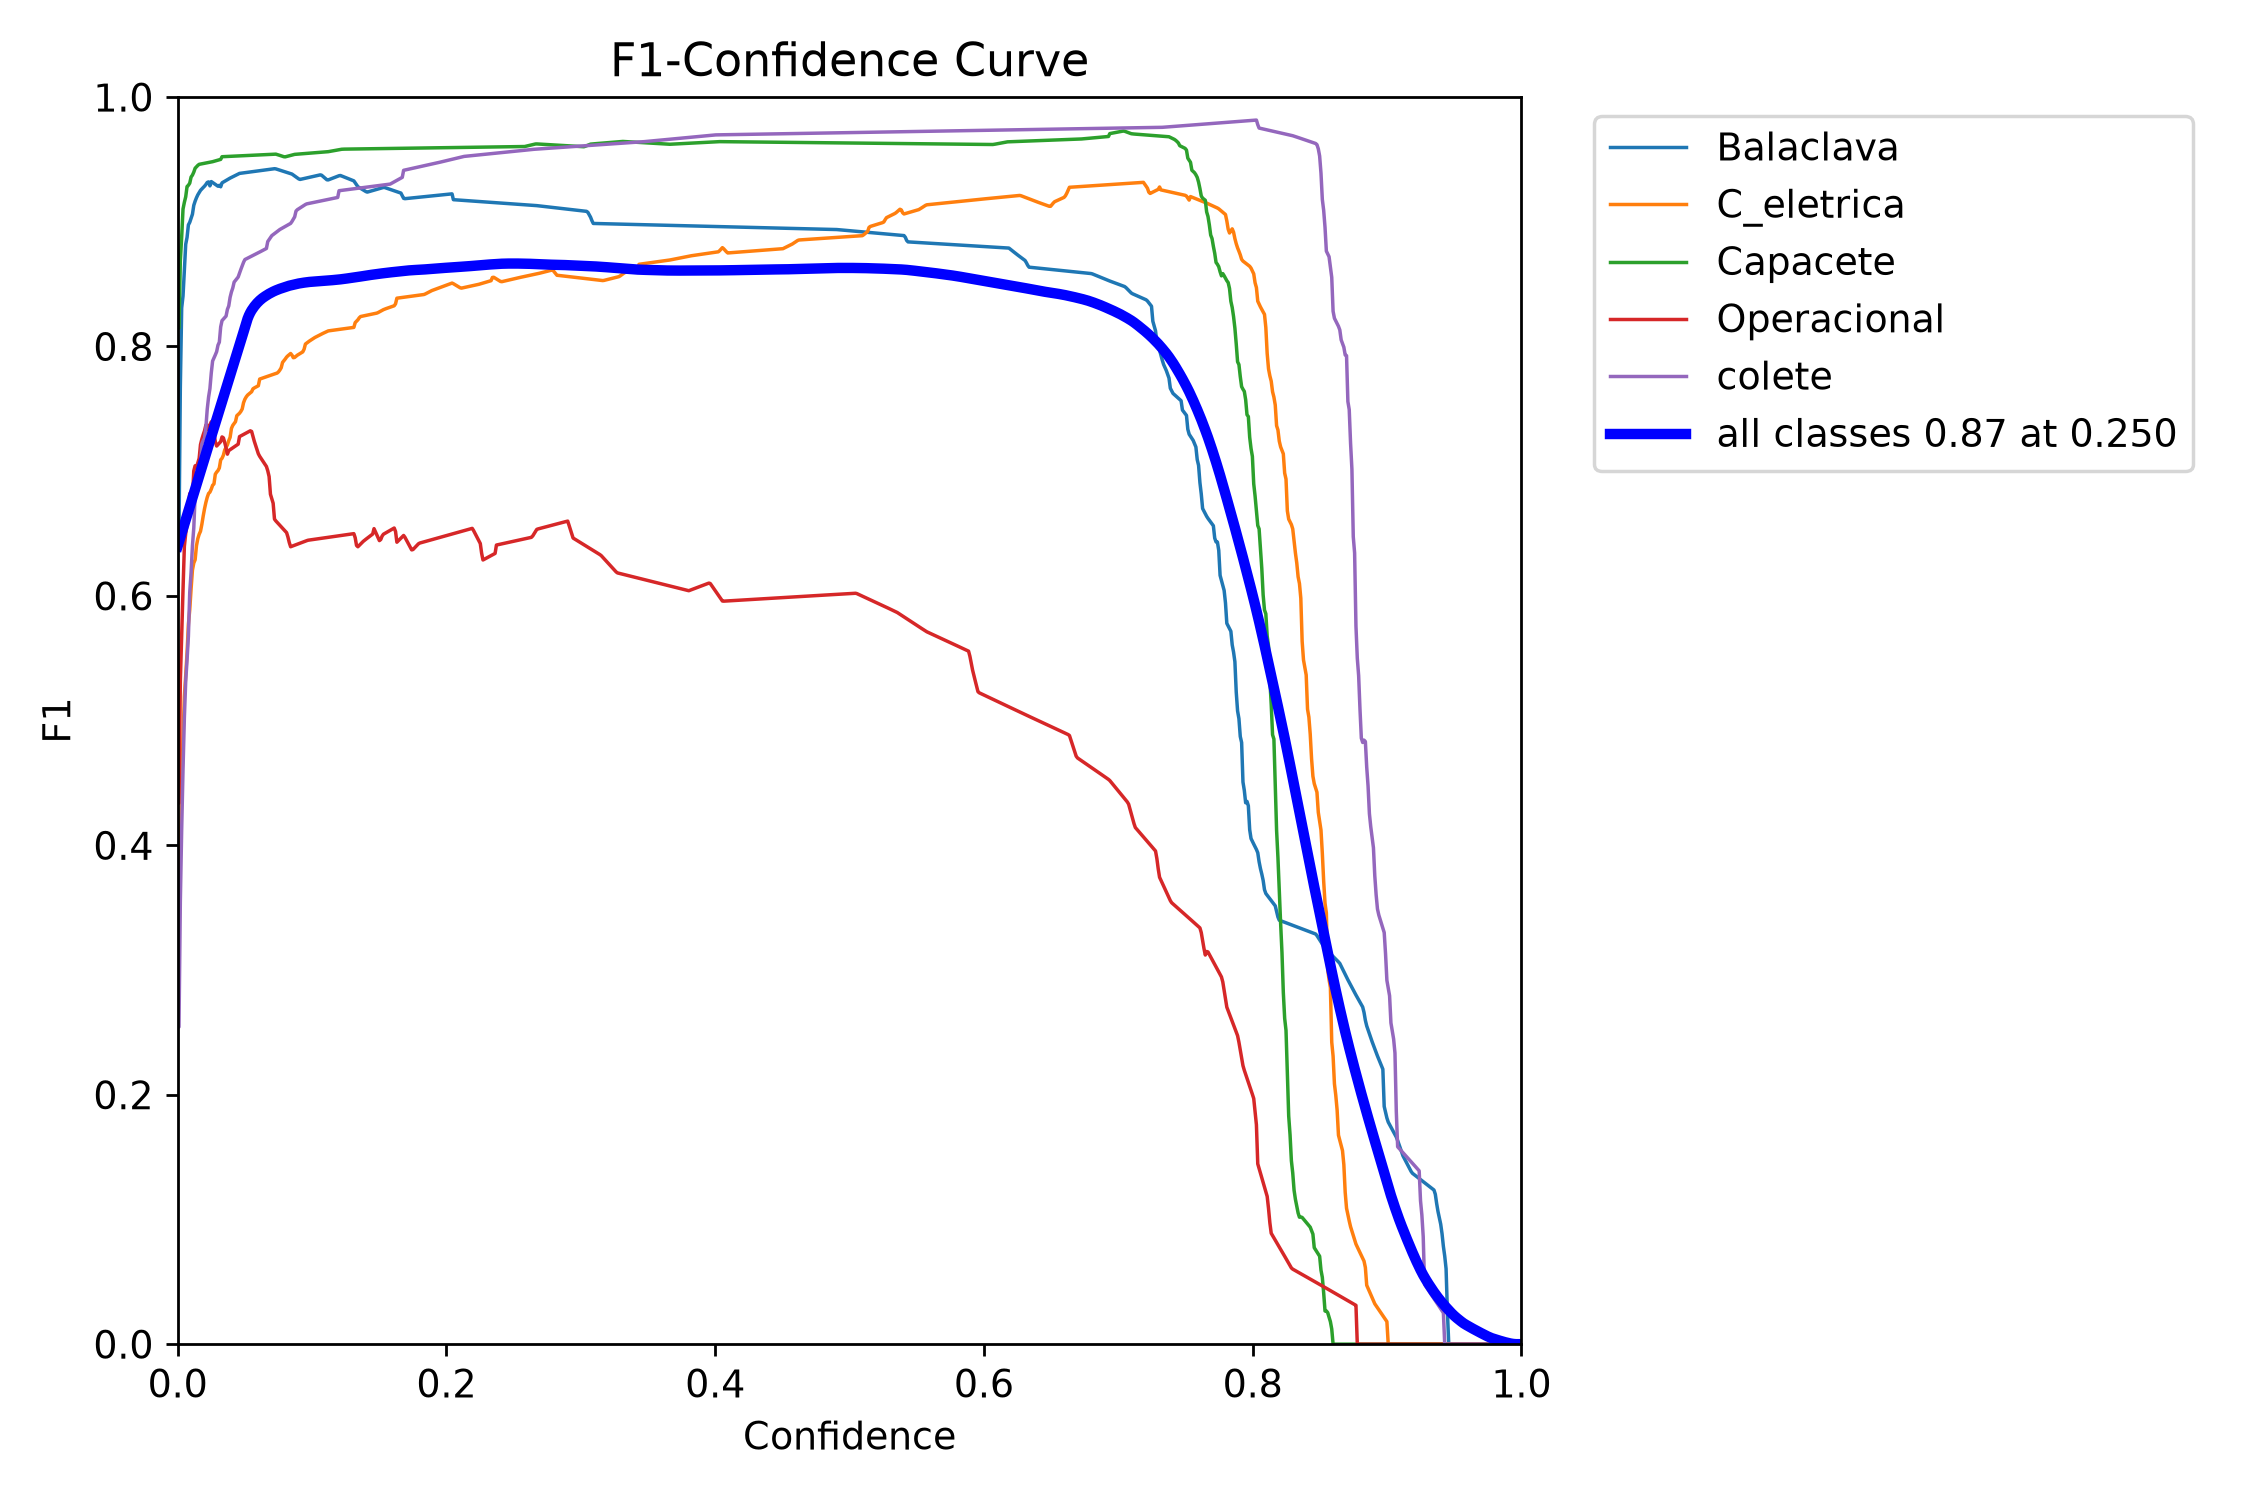 F1-Confidence Curve
1.0
0.8
0.6
0.4
0.2
0.0
F1
0.0 0.2 0.4 0.6 0.8 1.0
Confidence
Balaclava
C_eletrica
Capacete
Operacional
colete
all classes 0.87 at 0.250